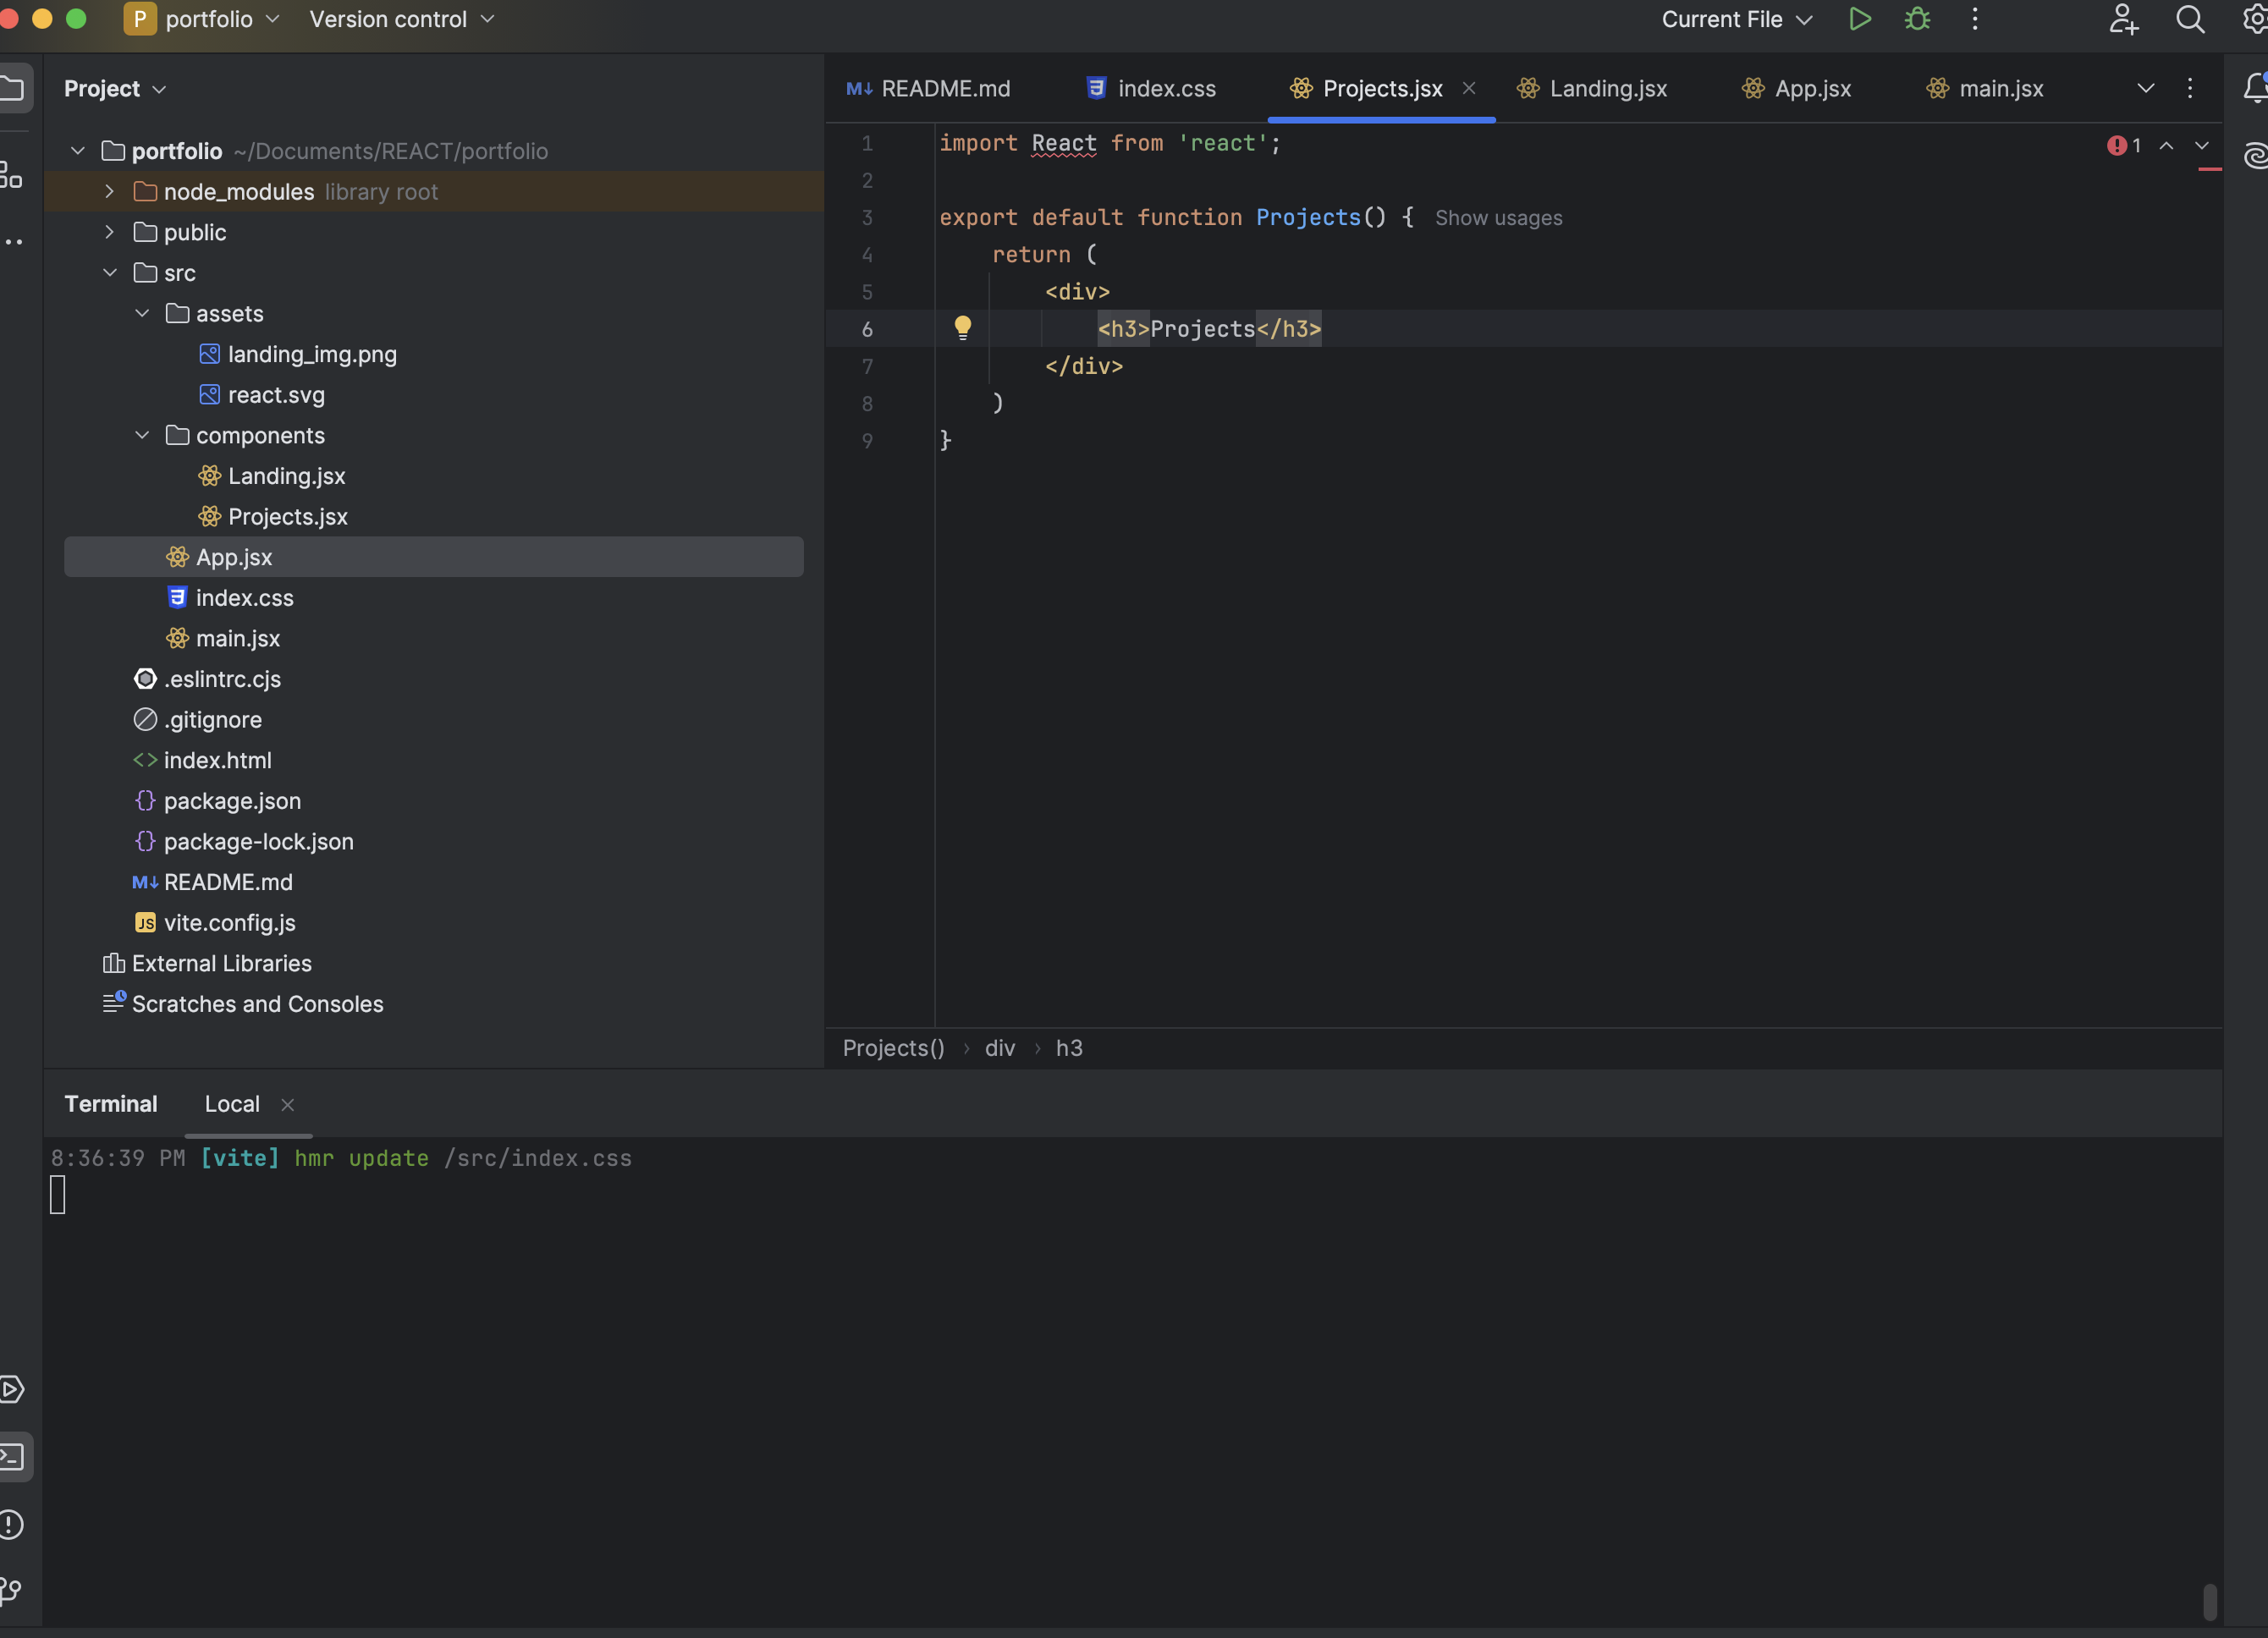 P portfolio Version control Current File
Project
portfolio ~/Documents/REACT/portfolio
node_modules library root
public
src
assets
landing_img.png
react.svg
components
Landing.jsx
Projects.jsx
App.jsx
index.css
main.jsx
.eslintrc.cjs
.gitignore
index.html
package.json
package-lock.json
M↓ README.md
JS vite.config.js
External Libraries
Scratches and Consoles
M↓ README.md index.css Projects.jsx Landing.jsx App.jsx main.jsx
1 import React from 'react';
1
2
3 export default function Projects() { Show usages
4 return (
5 <div>
6 <h3>Projects</h3>
7 </div>
8 )
9 }
Projects() › div › h3
Terminal Local
8:36:39 PM [vite] hmr update /src/index.css